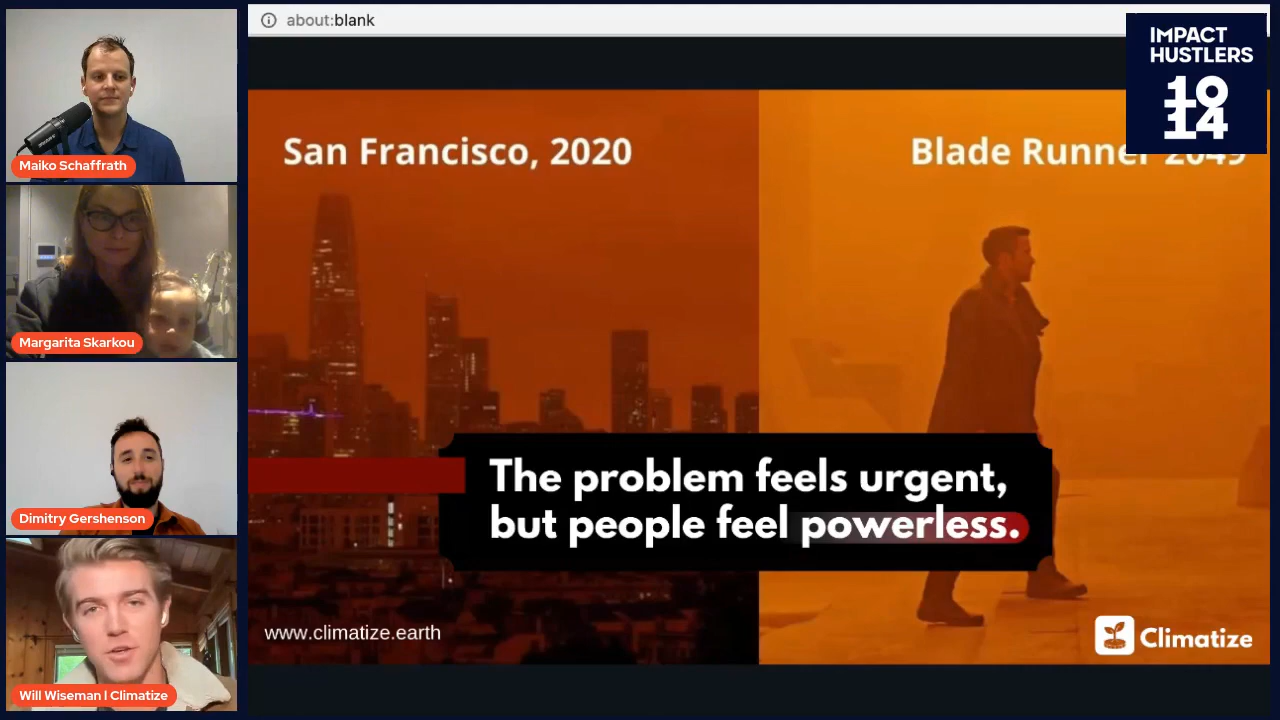 Maiko Schaffrath
Margarita Skarkou
Dimitry Gershenson
Will Wiseman | Climatize
about:blank
IMPACT
HUSTLERS
10
14
San Francisco, 2020
Blade Runner 2049
The problem feels urgent,
but people feel powerless.
www.climatize.earth
Climatize